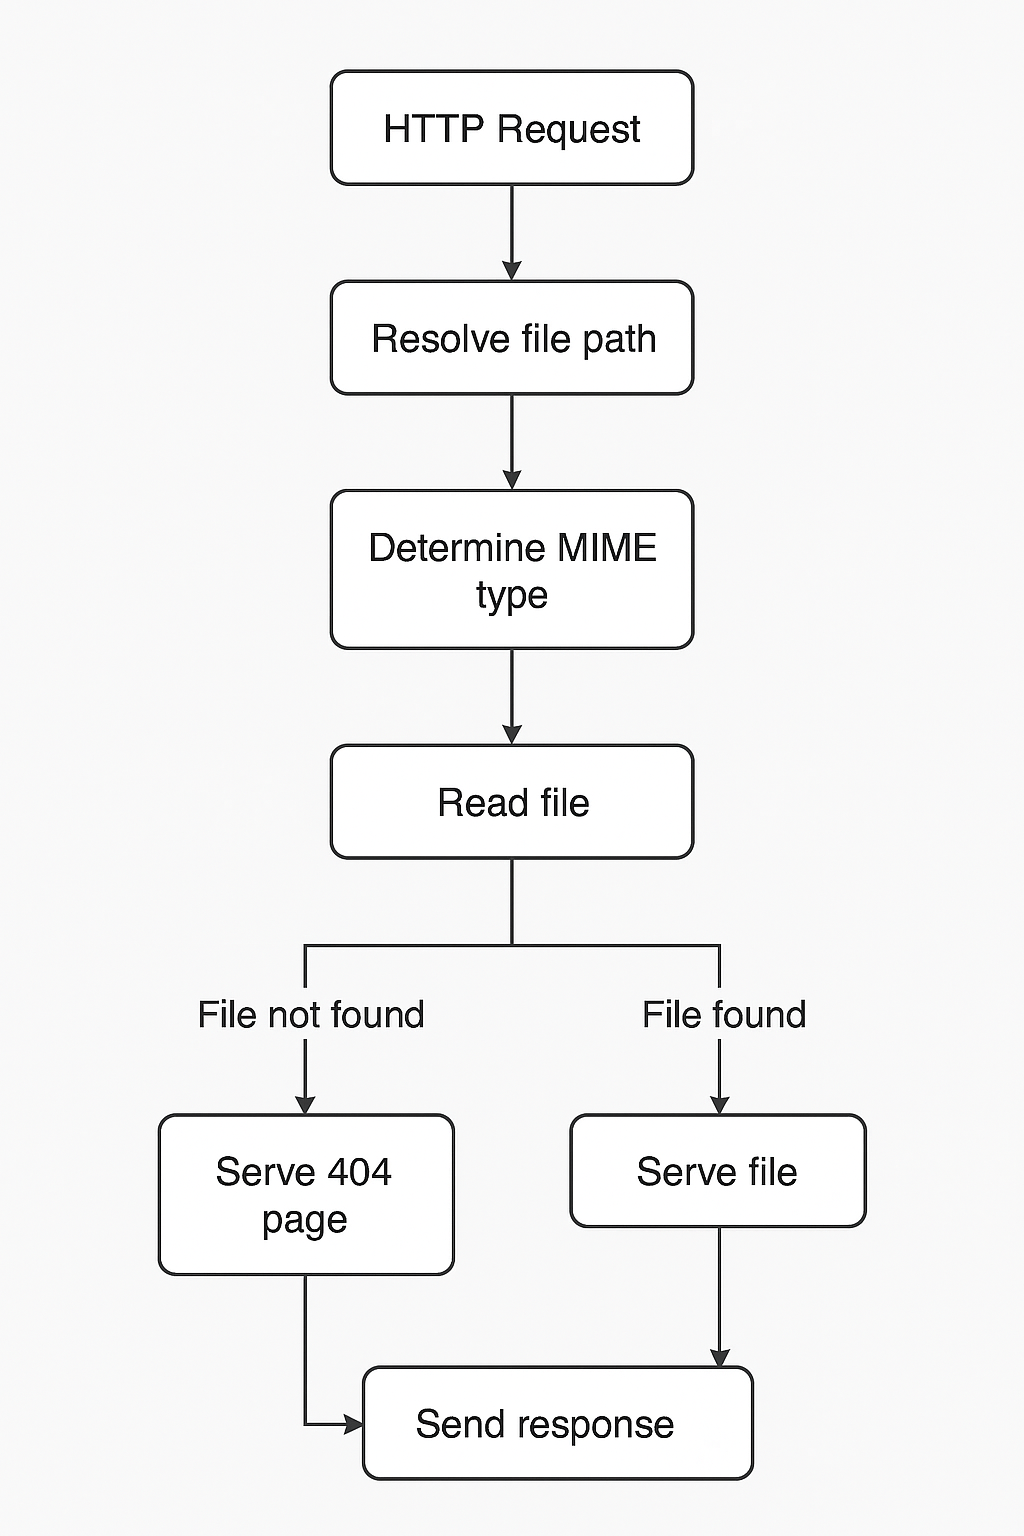 HTTP Request
Resolve file path
Determine MIME
type
Read file
File not found
File found
Serve 404
page
Serve file
Send response